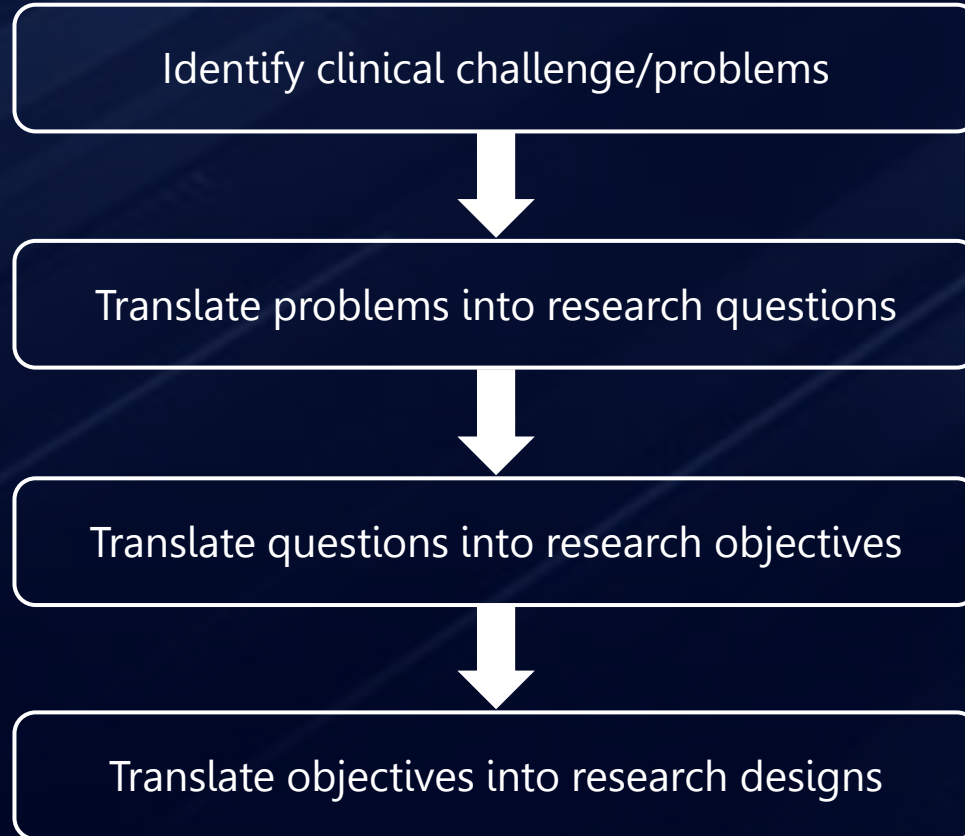 Identify clinical challenge/problems
Translate problems into research questions
Translate questions into research objectives
Translate objectives into research designs